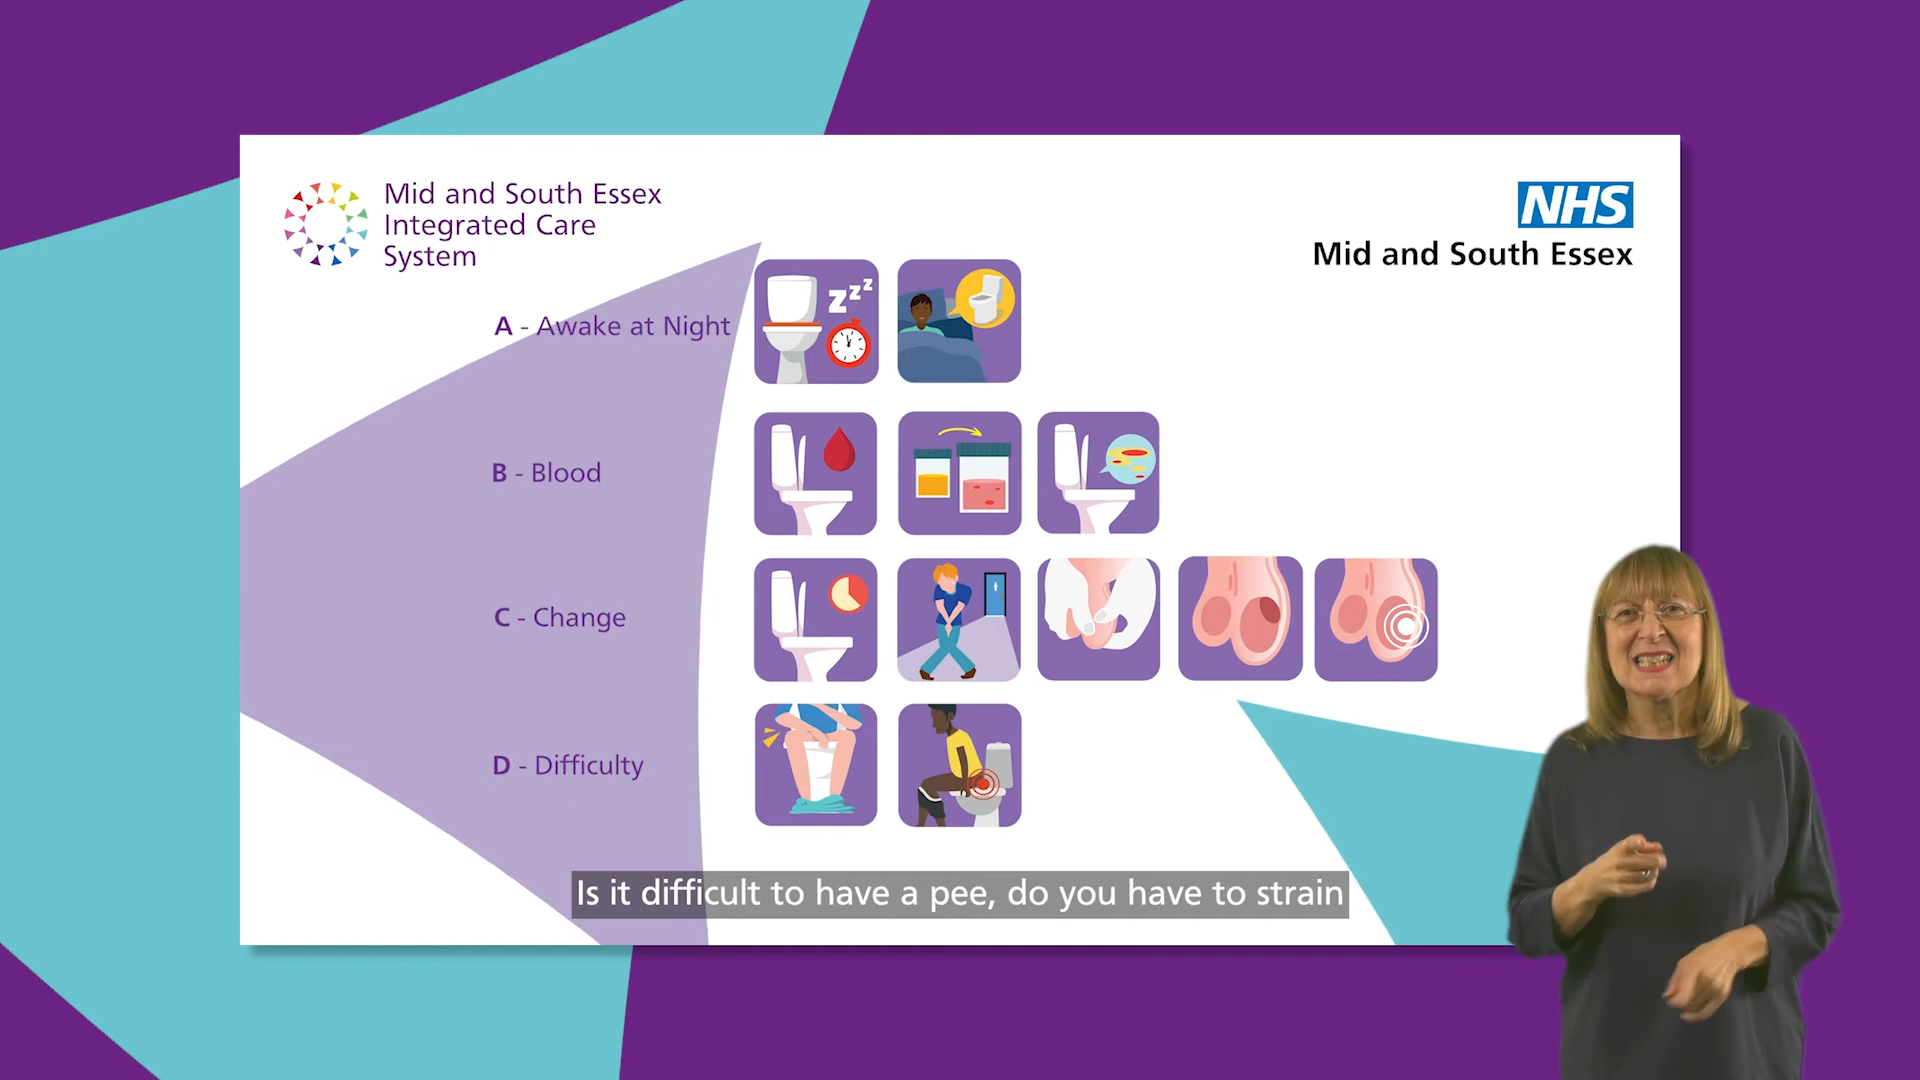 Mid and South Essex
Integrated Care
System
NHS
Mid and South Essex
A - Awake at Night
zzz
B - Blood
C - Change
D - Difficulty
Is it difficult to have a pee, do you have to strain